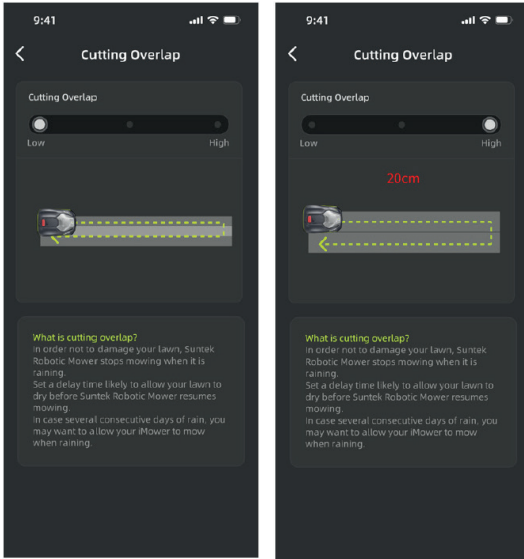 9:41
Cutting Overlap
Cutting Overlap
Low
High
What is cutting overlap?
In order not to damage your lawn, Suntek
Robotic Mower stops mowing when it is
raining.
Set a delay time likely to allow your lawn to
dry before Suntek Robotic Mower resumes
mowing.
In case several consecutive days of rain, you
may want to allow your iMower to mow
when raining.
9:41
Cutting Overlap
Cutting Overlap
Low
High
20cm
What is cutting overlap?
In order not to damage your lawn, Suntek
Robotic Mower stops mowing when it is
raining.
Set a delay time likely to allow your lawn to
dry before Suntek Robotic Mower resumes
mowing.
In case several consecutive days of rain, you
may want to allow your iMower to mow
when raining.